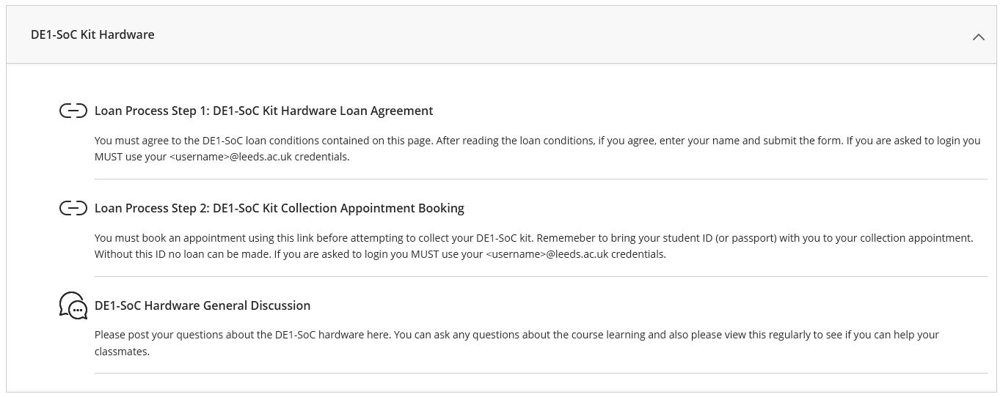 DE1-SoC Kit Hardware
Loan Process Step 1: DE1-SoC Kit Hardware Loan Agreement
You must agree to the DE1-SoC loan conditions contained on this page. After reading the loan conditions, if you agree, enter your name and submit the form. If you are asked to login you
MUST use your <username>@leeds.ac.uk credentials.
Loan Process Step 2: DE1-SoC Kit Collection Appointment Booking
You must book an appointment using this link before attempting to collect your DE1-SoC kit. Rememeber to bring your student ID (or passport) with you to your collection appointment.
Without this ID no loan can be made. If you are asked to login you MUST use your <username>@leeds.ac.uk credentials.
DE1-SoC Hardware General Discussion
Please post your questions about the DE1-SoC hardware here. You can ask any questions about the course learning and also please view this regularly to see if you can help your
classmates.